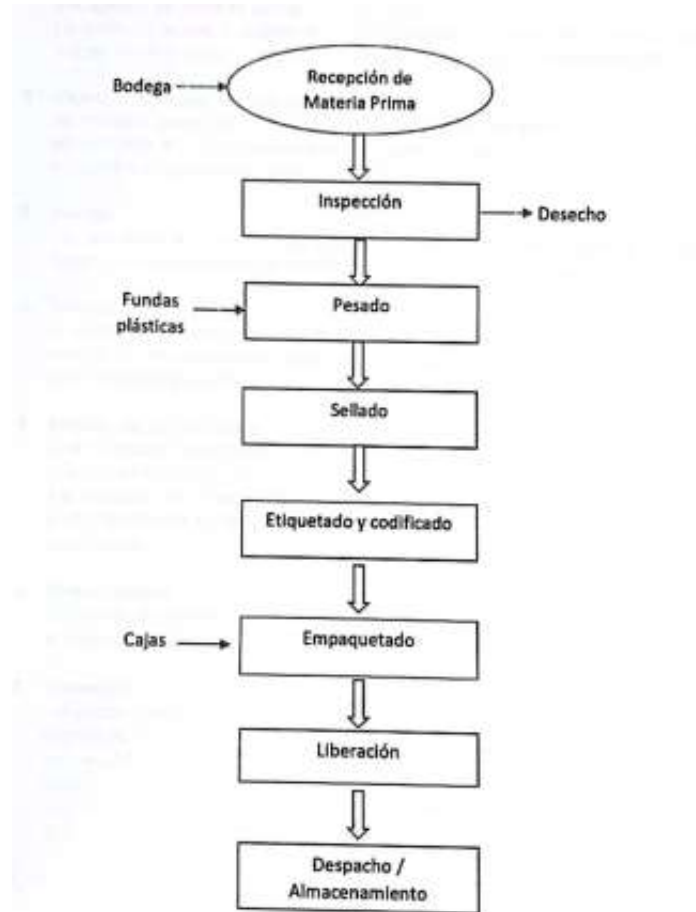 Bodega
Recepción de
Materia Prima
Inspección
Desecho
Fundas
plásticas
Pesado
Sellado
Etiquetado y codificado
Cajas
Empaquetado
Liberación
Despacho /
Almacenamiento